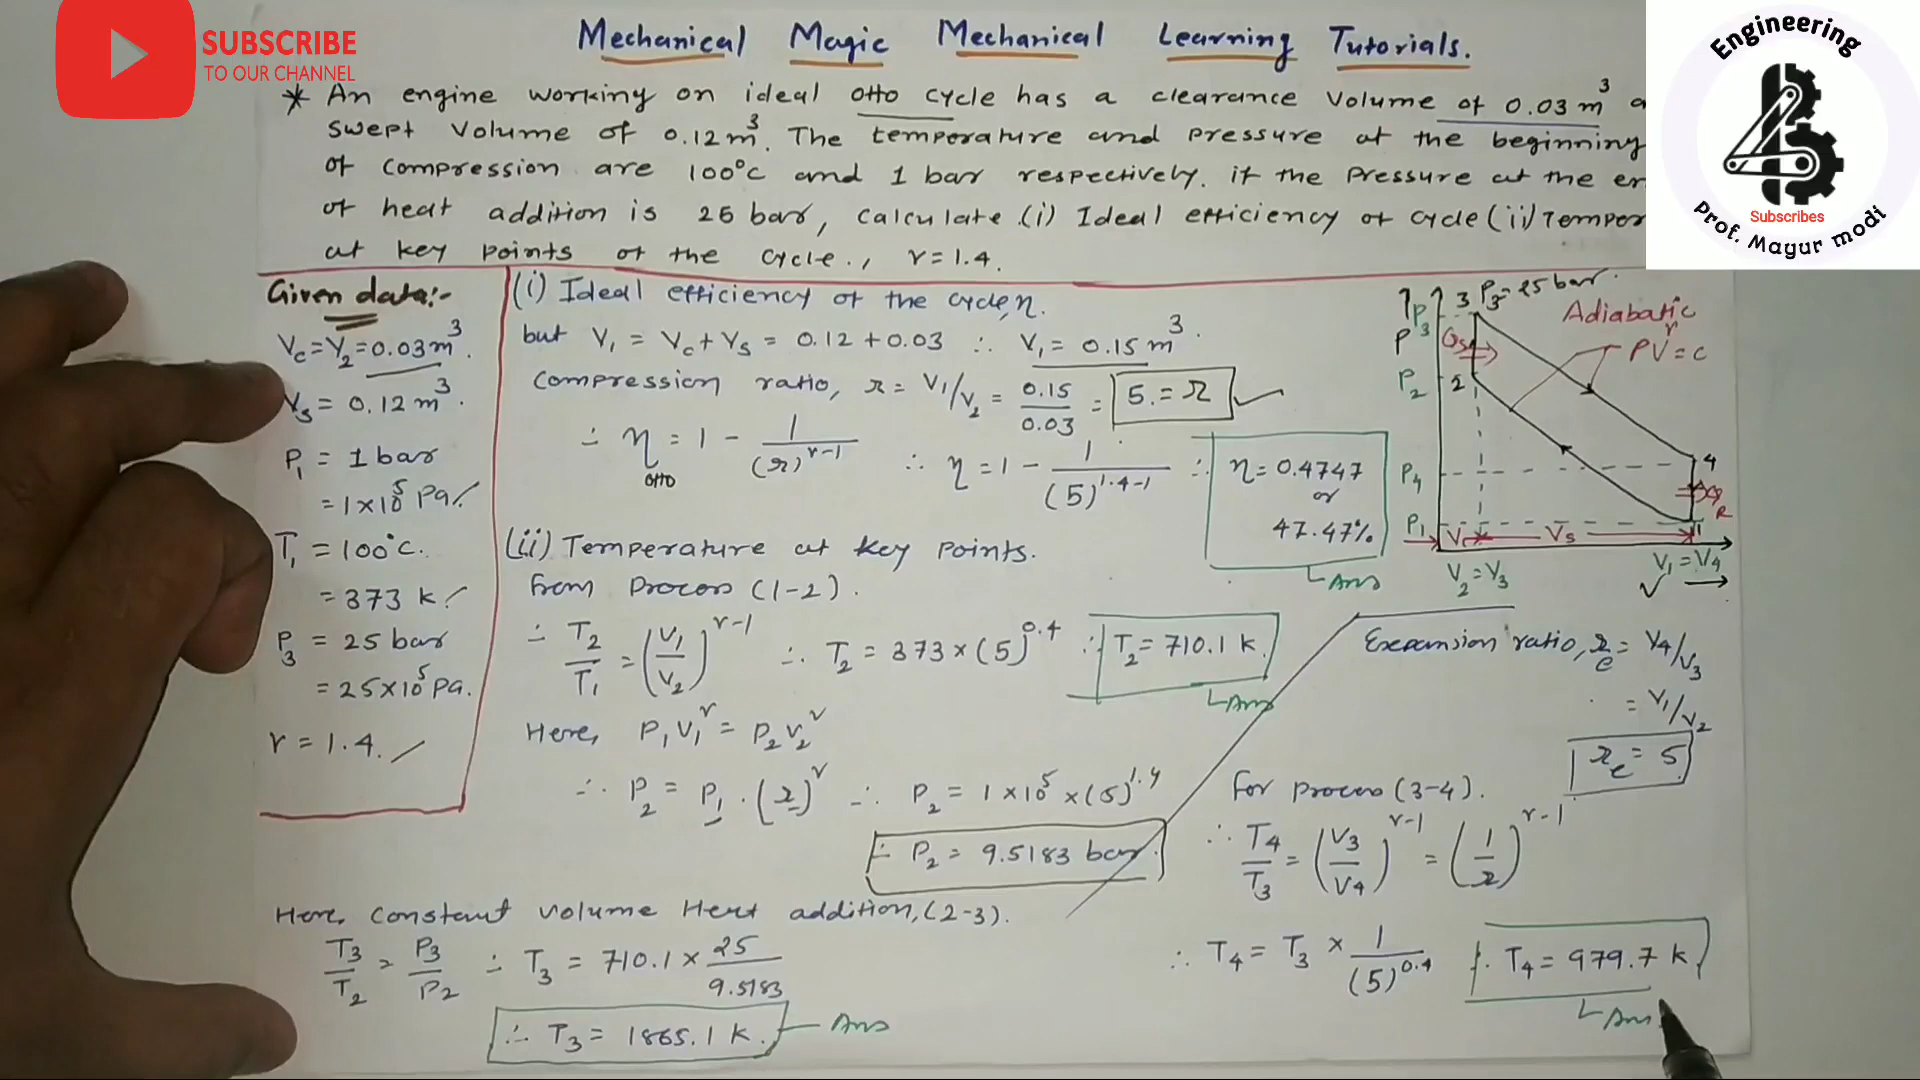 SUBSCRIBE
TO OUR CHANNEL
Mechanical Magic Mechanical Learning Tutorials.
Engineering
Subscribes
Prof. Mayur modi
* An engine working on ideal otto cycle has a clearance volume of 0.03 m³ a
swept volume of 0.12 m³. The temperature and pressure at the beginning
of compression are 100°c and 1 bar respectively. if the pressure at the en
of heat addition is 25 bar, calculate (i) Ideal efficiency of cycle (ii) Temper
at key points of the cycle., γ = 1.4.
Given data:-
Vc = V2 = 0.03 m³.
Vs = 0.12 m³.
P1 = 1 bar
= 1×10⁵ Pa
T1 = 100°c.
= 373 k
P3 = 25 bar
= 25×10⁵ Pa.
γ = 1.4.
(i) Ideal efficiency of the cycle, η.
but V1 = Vc + Vs = 0.12 + 0.03 ∴ V1 = 0.15 m³.
Compression ratio, r = V1/V2 = 0.15/0.03 = 5 = r
∴ η otto = 1 - 1/(r)^γ-1 ∴ η = 1 - 1/(5)^1.4-1 ∴ η = 0.4747
or
47.47%
Ans
(ii) Temperature at key points.
from process (1-2).
∴ T2/T1 = (V1/V2)^γ-1 ∴ T2 = 373 × (5)^0.4 ∴ T2 = 710.1 k.
Ans
Here, P1V1^γ = P2V2^γ
∴ P2 = P1 . (r)^γ ∴ P2 = 1×10⁵ × (5)^1.4
∴ P2 = 9.5183 bar.
Here, constant volume Heat addition, (2-3).
T3/T2 = P3/P2 ∴ T3 = 710.1 × 25/9.5183
∴ T3 = 1865.1 k. Ans
3 P3 = 25 bar.
Adiabatic
PV^γ = c
P3
P
P2
2
P4
4
P1
1
Vs
V2 = V3
V1 = V4
Expansion ratio, re = V4/V3
= V1/V2
re = 5
for process (3-4).
∴ T4/T3 = (V3/V4)^γ-1 = (1/r)^γ-1
∴ T4 = T3 × 1/(5)^0.4 ∴ T4 = 979.7 k
Ans